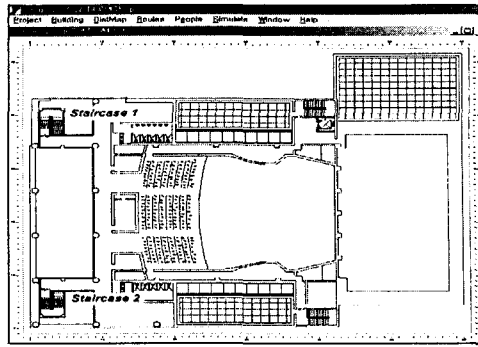 Project Building DistMap Routes People Simulate Window Help
Staircase 1
Staircase 2